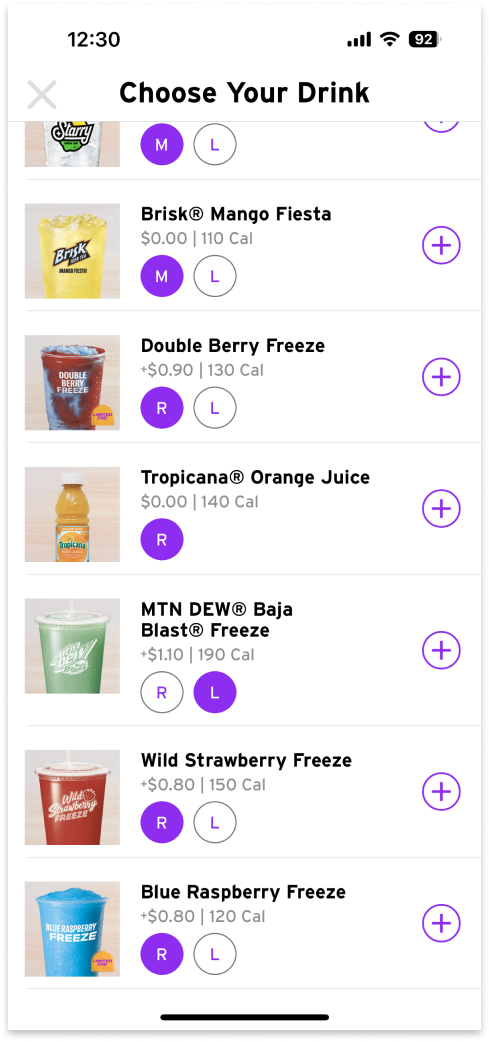 12:30
92
Choose Your Drink
Starry
M L
Brisk® Mango Fiesta
$0.00 | 110 Cal
M L
BRISK
ICED TEA
MANGO FIESTA!
Double Berry Freeze
+$0.90 | 130 Cal
R L
DOUBLE
BERRY
FREEZE
LIMITED
TIME
Tropicana® Orange Juice
$0.00 | 140 Cal
R
Tropicana
MTN DEW® Baja
Blast® Freeze
+$1.10 | 190 Cal
R L
MTN
DEW
Wild Strawberry Freeze
+$0.80 | 150 Cal
R L
Wild
Strawberry
FREEZE
Blue Raspberry Freeze
+$0.80 | 120 Cal
R L
BLUE RASPBERRY
FREEZE
LIMITED
TIME